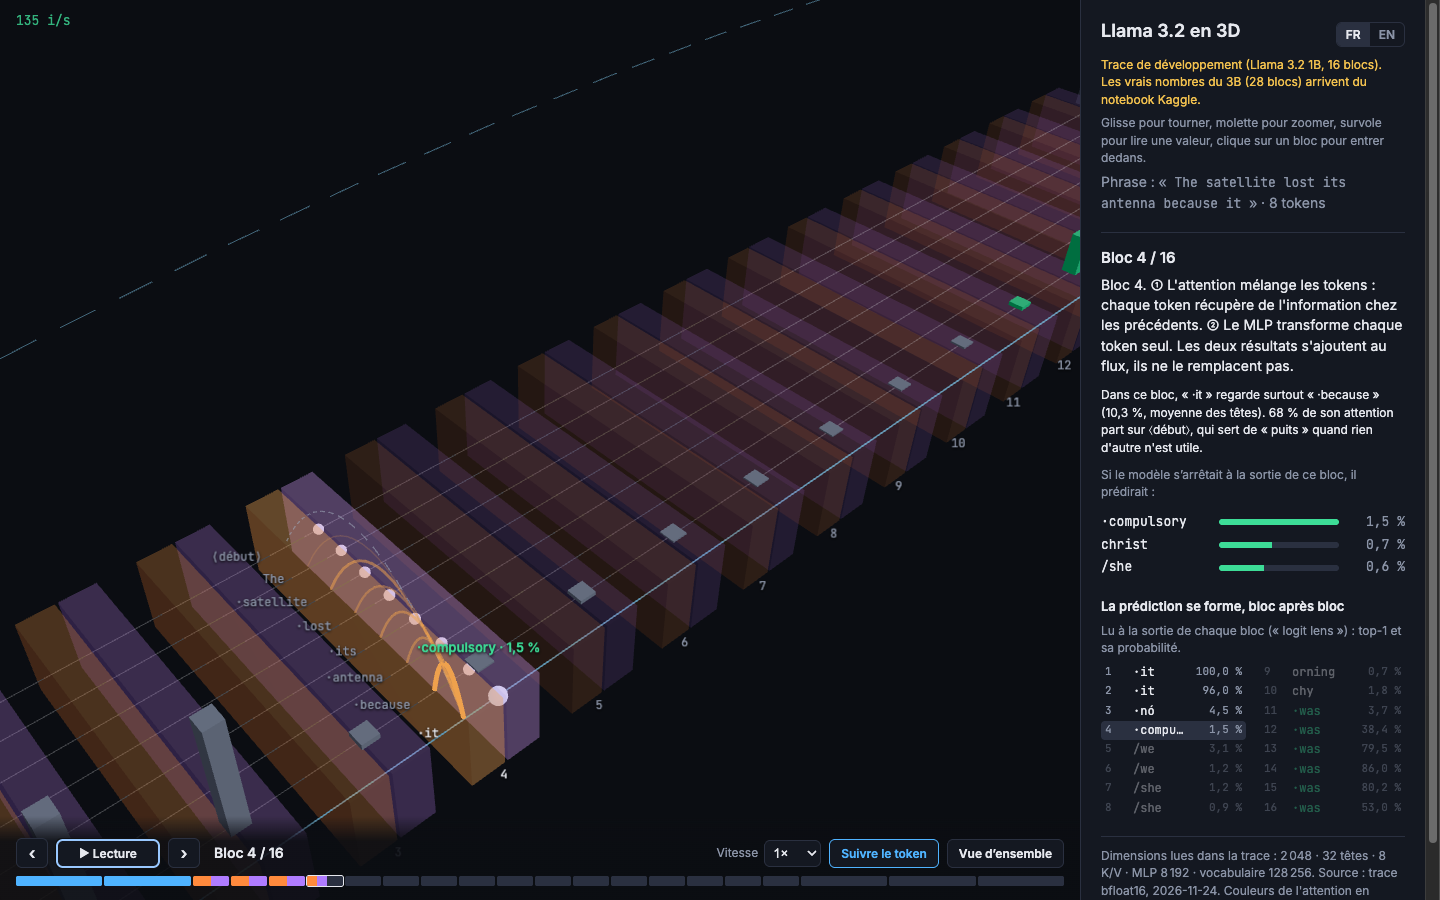 135 i/s
⟨début⟩
The
·satellite
·lost
·its
·antenna
·because
·it
·compulsory · 1,5 %
3
4
5
6
7
8
9
10
11
12
‹
▶ Lecture
›
Bloc 4 / 16
Vitesse
1×
Suivre le token
Vue d’ensemble
Llama 3.2 en 3D
FR
EN
Trace de développement (Llama 3.2 1B, 16 blocs).
Les vrais nombres du 3B (28 blocs) arrivent du
notebook Kaggle.
Glisse pour tourner, molette pour zoomer, survole
pour lire une valeur, clique sur un bloc pour entrer
dedans.
Phrase : « The satellite lost its
antenna because it » · 8 tokens
Bloc 4 / 16
Bloc 4. ① L'attention mélange les tokens :
chaque token récupère de l'information chez
les précédents. ② Le MLP transforme chaque
token seul. Les deux résultats s'ajoutent au
flux, ils ne le remplacent pas.
Dans ce bloc, « ·it » regarde surtout « ·because »
(10,3 %, moyenne des têtes). 68 % de son attention
part sur ⟨début⟩, qui sert de « puits » quand rien
d'autre n'est utile.
Si le modèle s’arrêtait à la sortie de ce bloc, il
prédirait :
·compulsory 1,5 %
christ 0,7 %
/she 0,6 %
La prédiction se forme, bloc après bloc
Lu à la sortie de chaque bloc (« logit lens ») : top-1 et
sa probabilité.
1 ·it 100,0 % 9 orning 0,7 %
2 ·it 96,0 % 10 chy 1,8 %
3 ·nó 4,5 % 11 ·was 3,7 %
4 ·compu… 1,5 % 12 ·was 38,4 %
5 /we 3,1 % 13 ·was 79,5 %
6 /we 1,2 % 14 ·was 86,0 %
7 /she 1,2 % 15 ·was 80,2 %
8 /she 0,9 % 16 ·was 53,0 %
Dimensions lues dans la trace : 2 048 · 32 têtes · 8
K/V · MLP 8 192 · vocabulaire 128 256. Source : trace
bfloat16, 2026-11-24. Couleurs de l'attention en